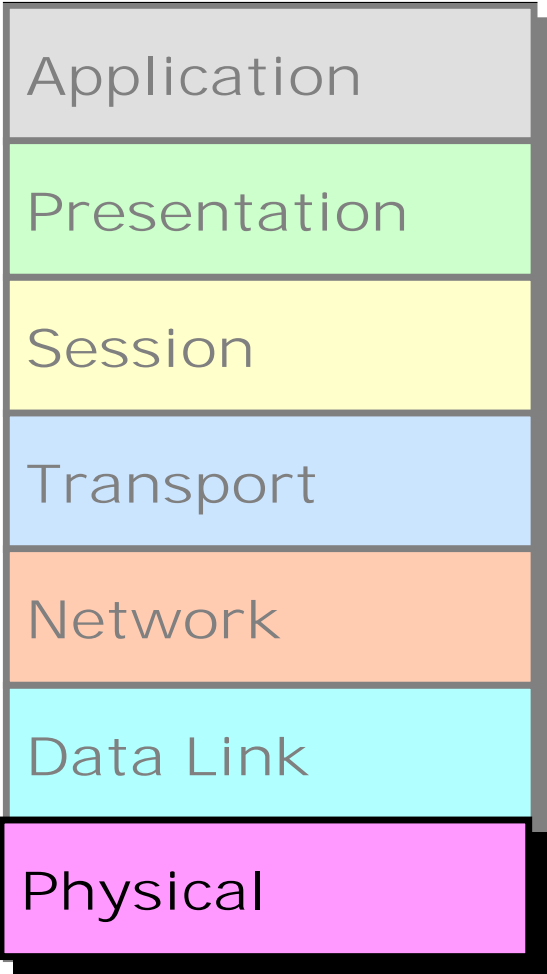 Application
Presentation
Session
Transport
Network
Data Link
Physical